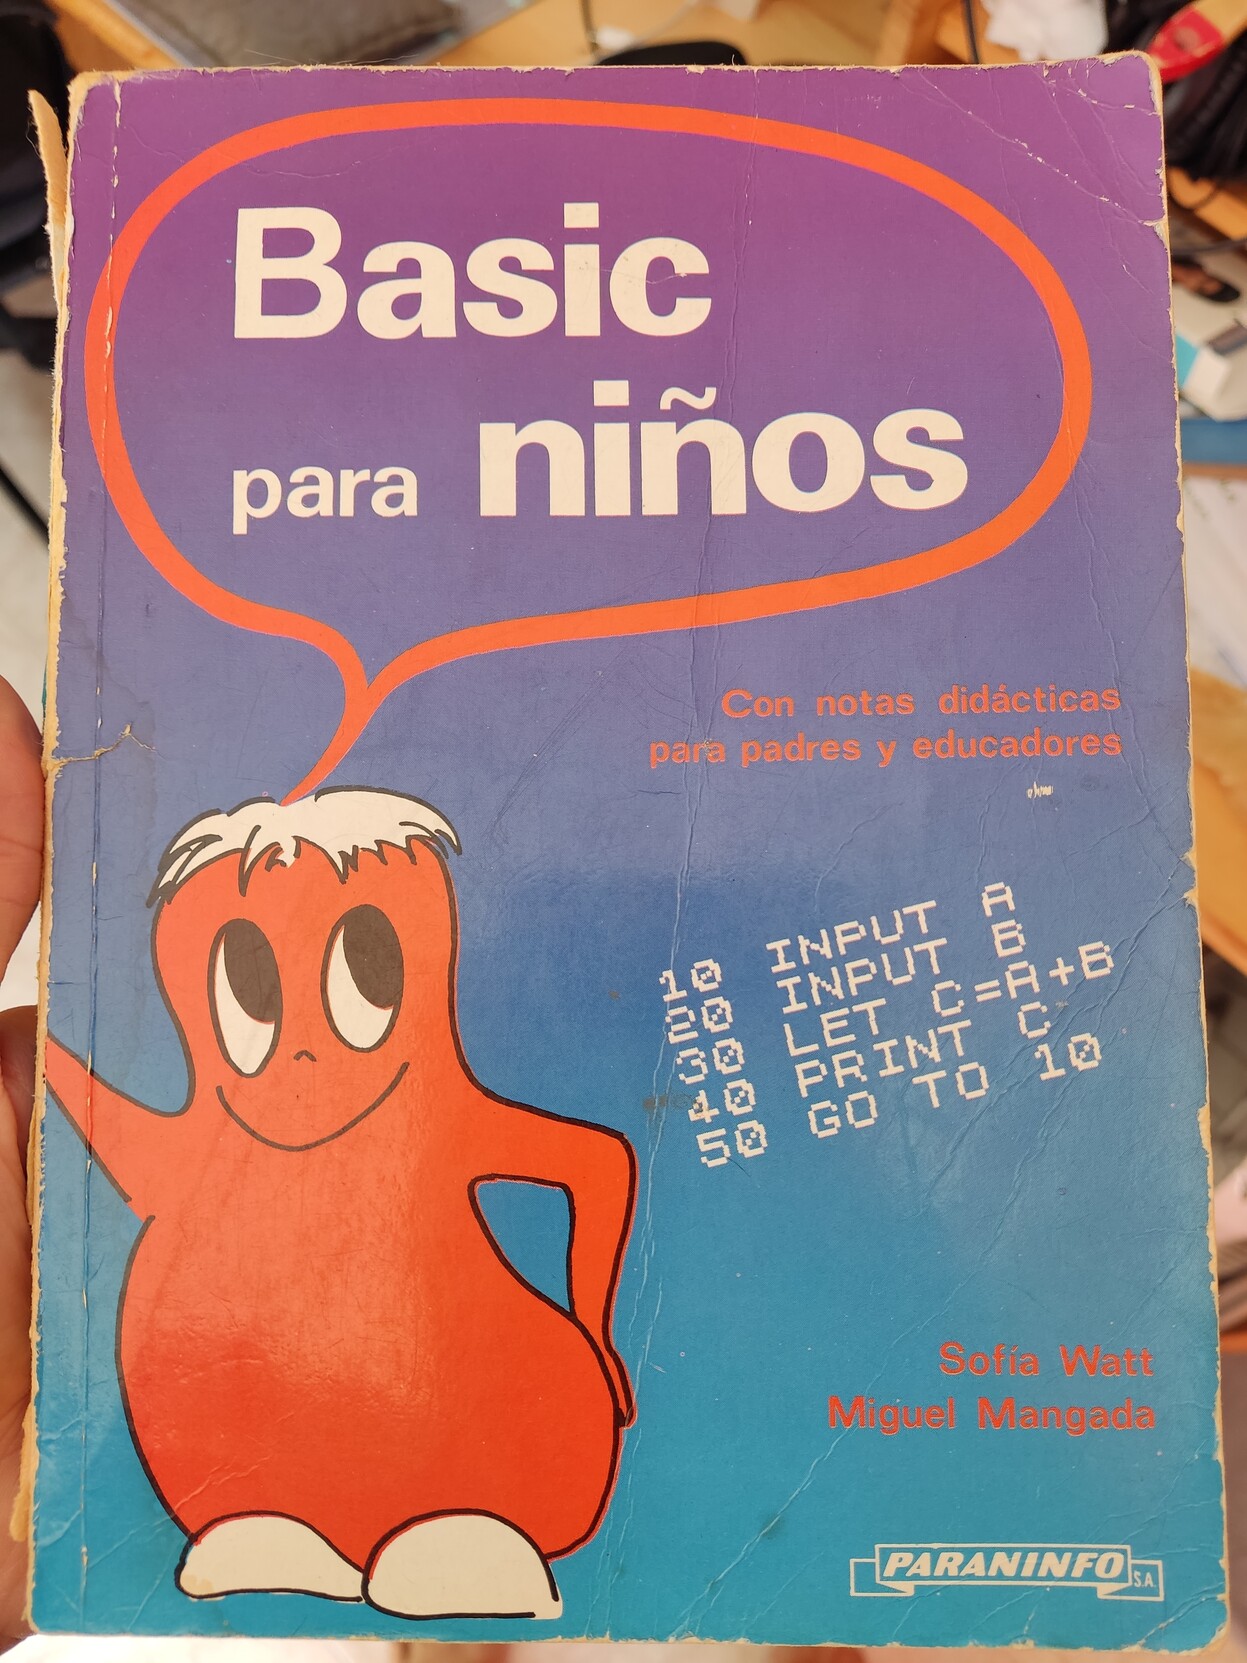 Basic
para niños
Con notas didácticas
para padres y educadores
10 INPUT A
20 INPUT B
30 LET C=A+B
40 PRINT C
50 GO TO 10
Sofía Watt
Miguel Mangada
PARANINFO S.A.